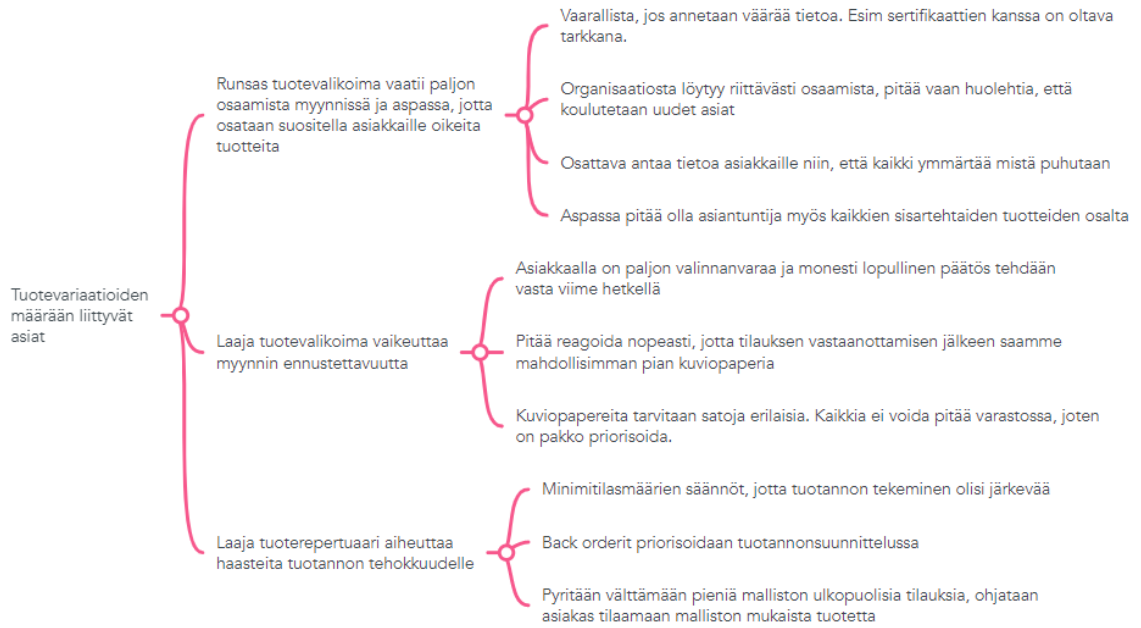 Tuotevariaatioiden
määrään liittyvät
asiat
Runsas tuotevalikoima vaatii paljon
osaamista myynnissä ja aspassa, jotta
osataan suositella asiakkaille oikeita
tuotteita
Vaarallista, jos annetaan väärää tietoa. Esim sertifikaattien kanssa on oltava
tarkkana.
Organisaatiosta löytyy riittävästi osaamista, pitää vaan huolehtia, että
koulutetaan uudet asiat
Osattava antaa tietoa asiakkaille niin, että kaikki ymmärtää mistä puhutaan
Aspassa pitää olla asiantuntija myös kaikkien sisartehtaiden tuotteiden osalta
Laaja tuotevalikoima vaikeuttaa
myynnin ennustettavuutta
Asiakkaalla on paljon valinnanvaraa ja monesti lopullinen päätös tehdään
vasta viime hetkellä
Pitää reagoida nopeasti, jotta tilauksen vastaanottamisen jälkeen saamme
mahdollisimman pian kuviopaperia
Kuviopapereita tarvitaan satoja erilaisia. Kaikkia ei voida pitää varastossa, joten
on pakko priorisoida.
Laaja tuoterepertuaari aiheuttaa
haasteita tuotannon tehokkuudelle
Minimitilasmäärien säännöt, jotta tuotannon tekeminen olisi järkevää
Back orderit priorisoidaan tuotannonsuunnittelussa
Pyritään välttämään pieniä malliston ulkopuolisia tilauksia, ohjataan
asiakas tilaamaan malliston mukaista tuotetta